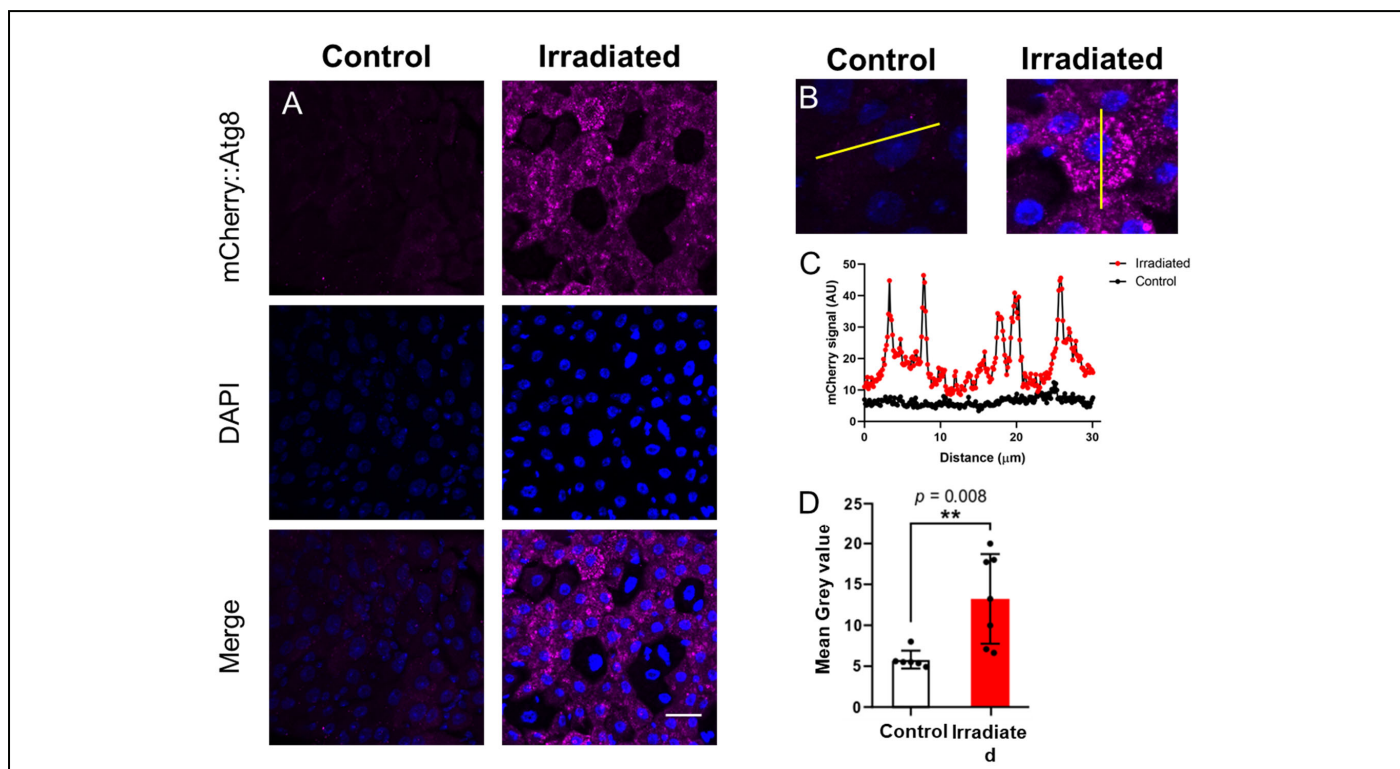 Control Irradiated
A
mCherry::Atg8
DAPI
Merge
Control Irradiated
B
C
50
40
30
20
10
0
mCherry signal (AU)
0 10 20 30
Distance (μm)
Irradiated
Control
D
p = 0.008
**
25
20
15
10
5
0
Mean Grey value
Control Irradiate
d